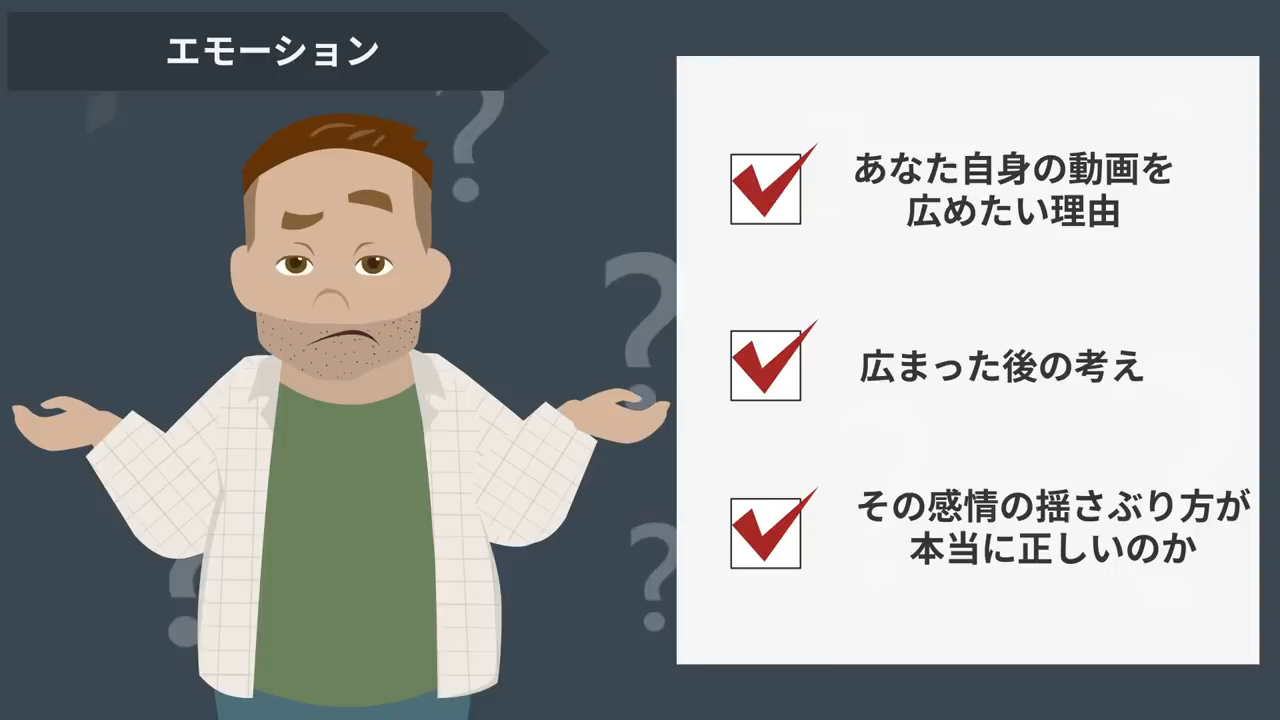 エモーション
あなた自身の動画を
広めたい理由
広まった後の考え
その感情の揺さぶり方が
本当に正しいのか